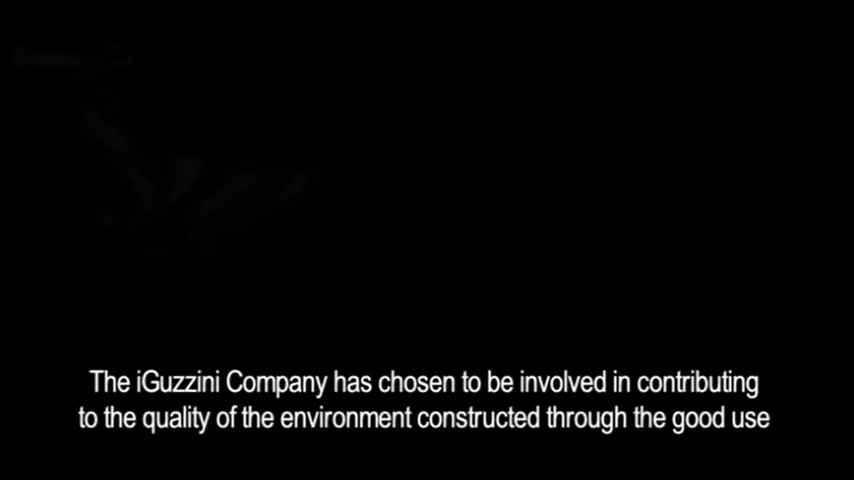 The iGuzzini Company has chosen to be involved in contributing
to the quality of the environment constructed through the good use